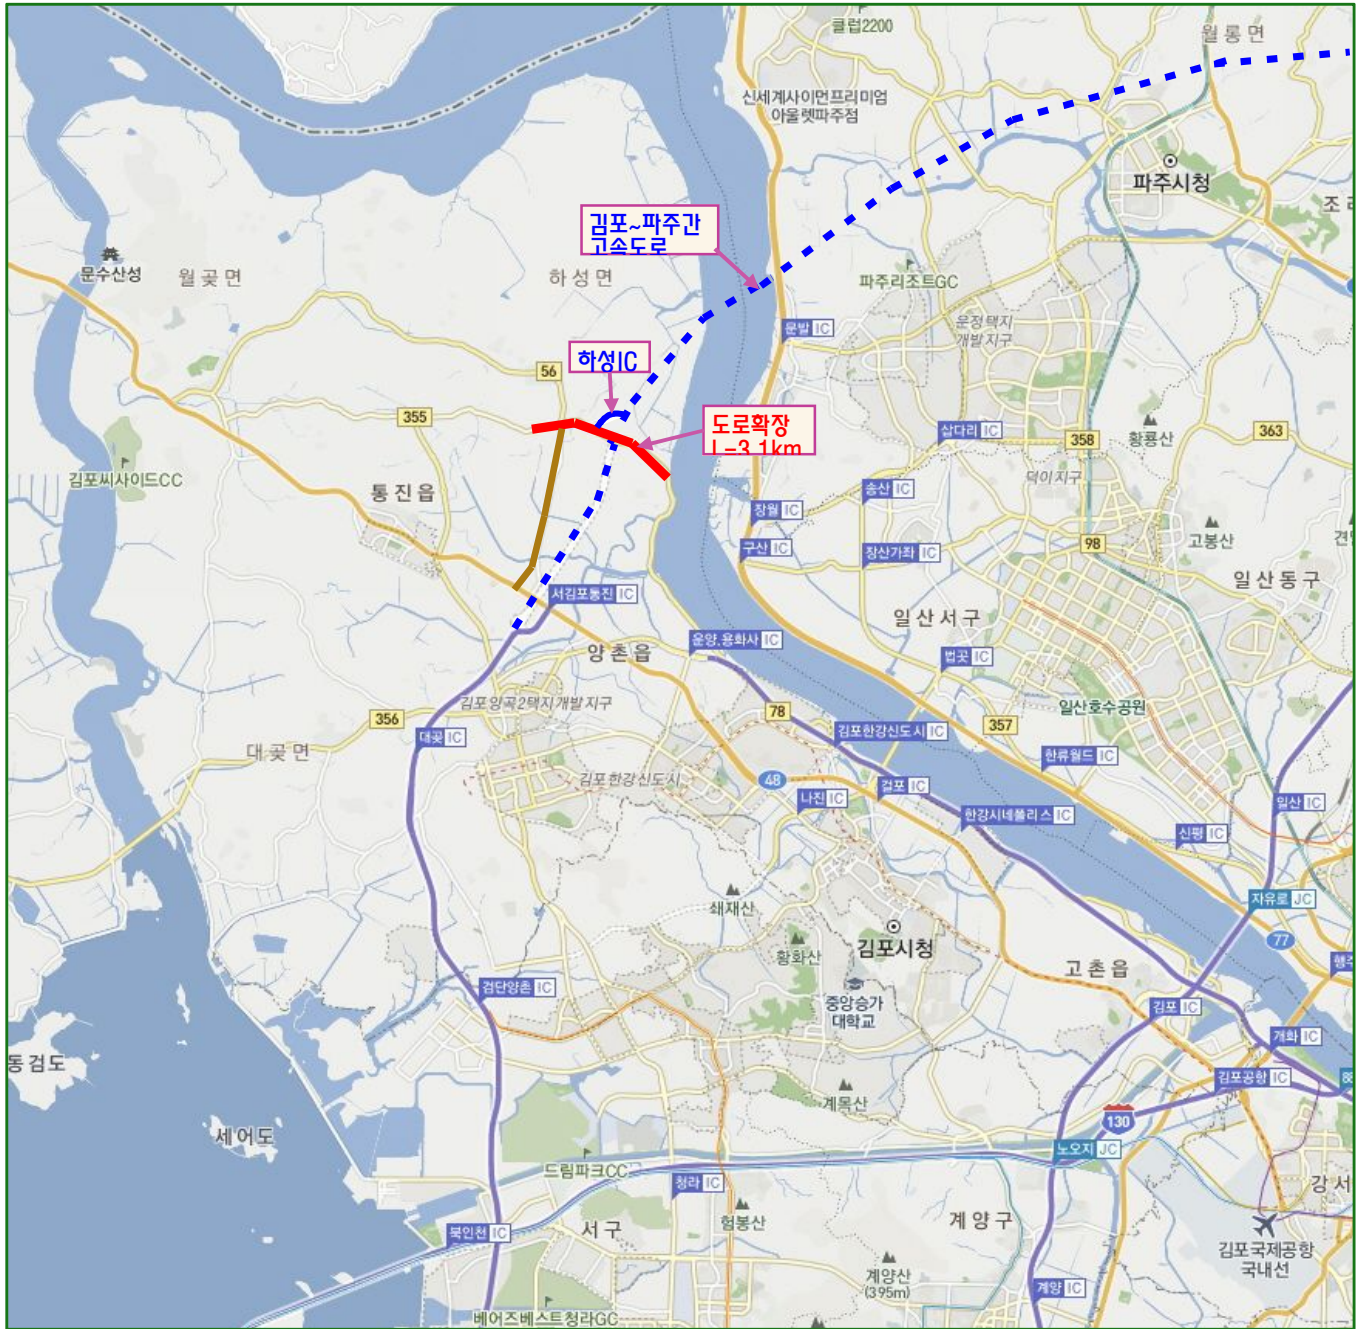 클럽2200
월롱면
신세계사이먼프리미엄
아울렛파주점
파주시청
조리
김포~파주간
고속도로
문수산성
월곶면
하성면
파주리조트GC
운정택지
개발지구
문발 IC
하성IC
56
355
도로확장
L=3.1km
삽다리 IC
358
황룡산
363
김포씨사이드CC
통진읍
덕이지구
송산 IC
장월 IC
구산 IC
장산가좌 IC
98
고봉산
일산동구
서김포통진 IC
일산서구
운양.용화사 IC
양촌읍
법곳 IC
김포양곡2택지개발지구
일산호수공원
356
78
357
대곶 IC
대곶면
김포한강신도시 IC
한류월드 IC
김포한강신도시
48
걸포 IC
나진 IC
일산 IC
한강시네폴리스 IC
신평 IC
쇄재산
자유로 JC
김포시청
황화산
77
고촌읍
행주
검단양촌 IC
중앙승가
대학교
김포 IC
개화 IC
동검도
김포공항 IC
88
계목산
130
세어도
노오지 JC
드림파크CC
청라 IC
강서
북인천 IC
서구
험봉산
계양구
김포국제공항
국내선
계양산
(395m)
계양 IC
베어즈베스트청라GC